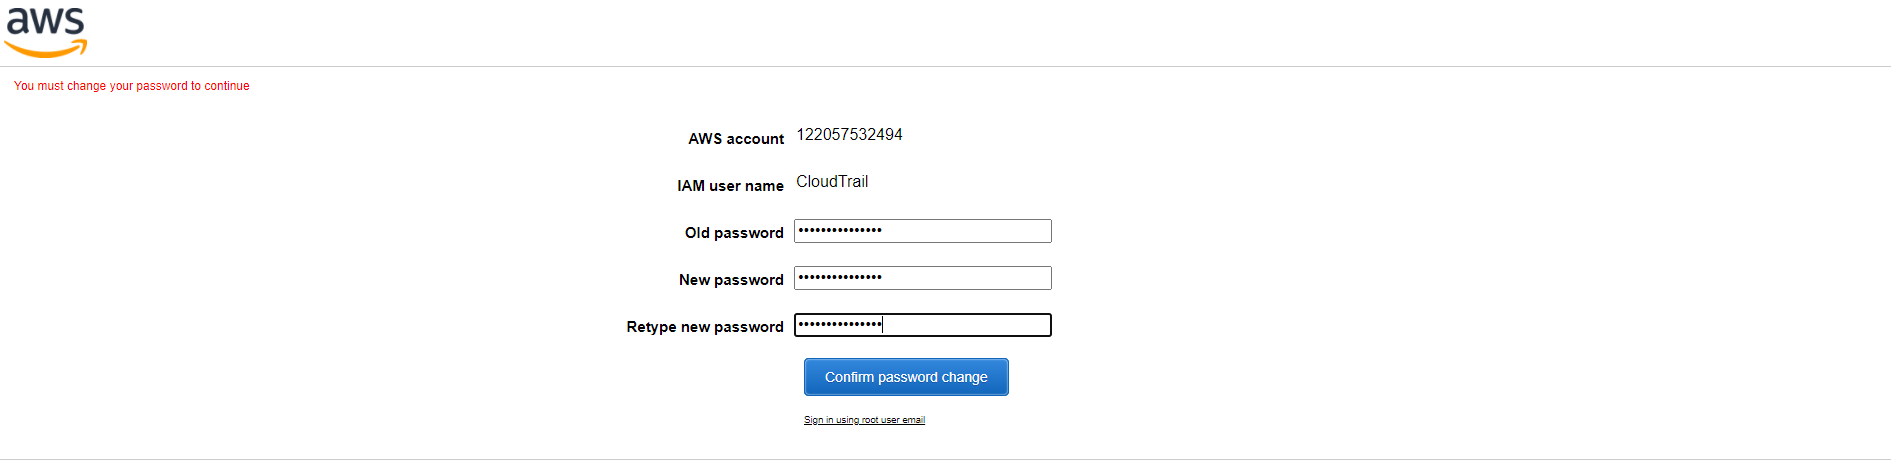 aws
You must change your password to continue
AWS account 122057532494
IAM user name CloudTrail
Old password •••••••••••••••
New password •••••••••••••••
Retype new password •••••••••••••••
Confirm password change
Sign in using root user email